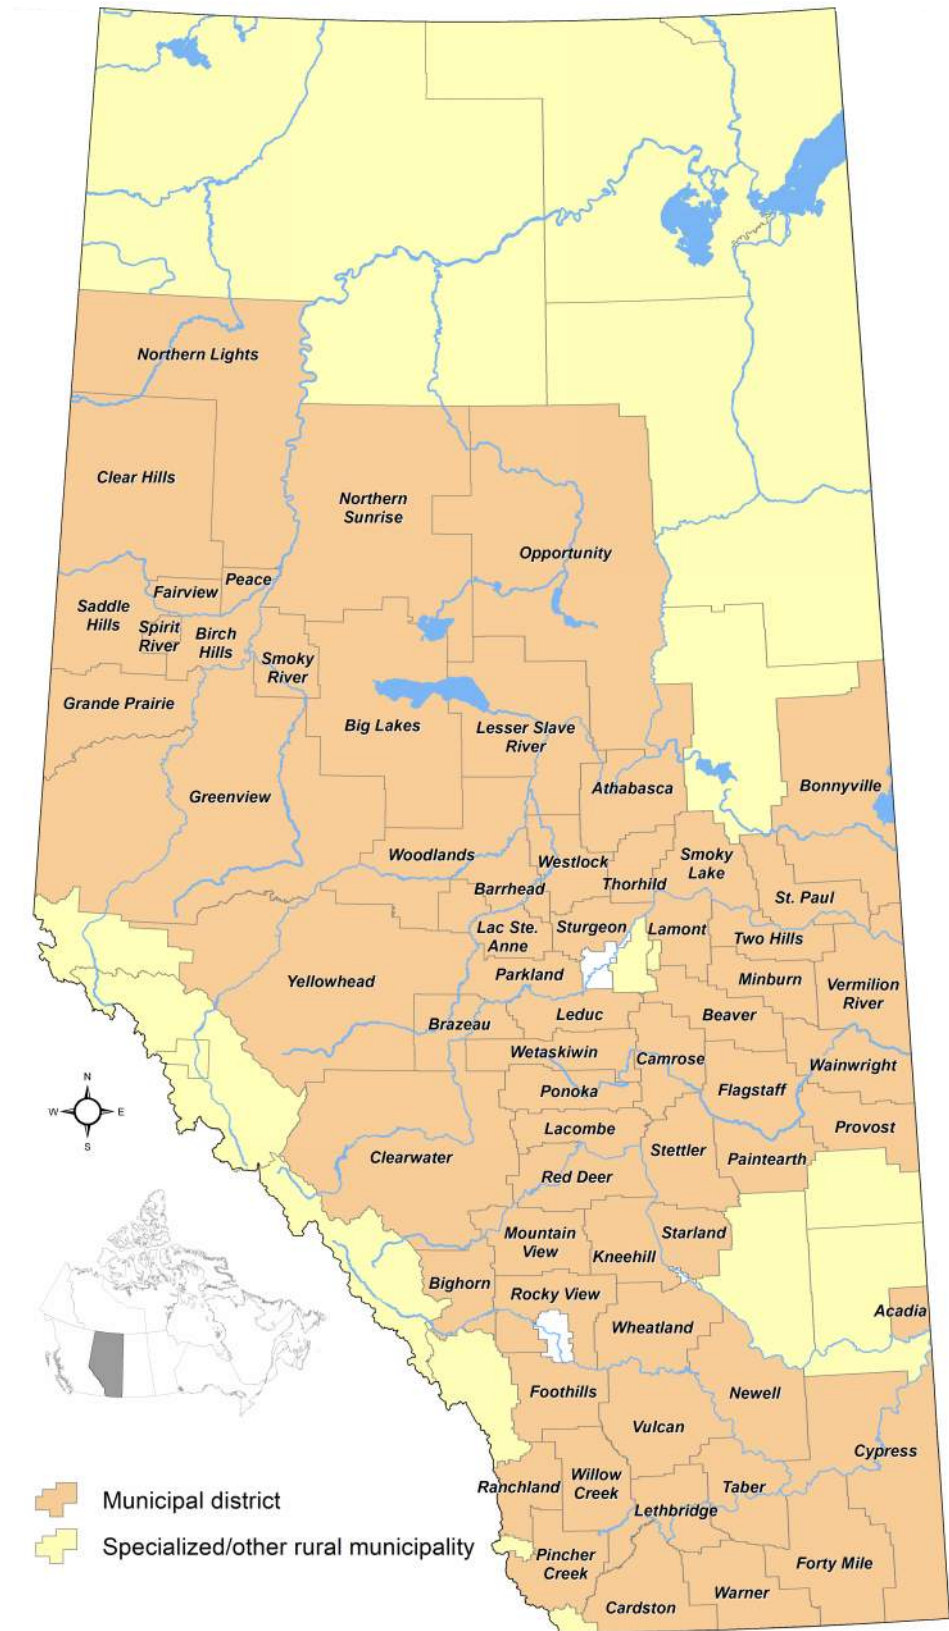 Northern Lights
Clear Hills
Northern
Sunrise
Opportunity
Peace
Fairview
Saddle
Hills
Spirit
River
Birch
Hills
Smoky
River
Grande Prairie
Big Lakes
Lesser Slave
River
Greenview
Athabasca
Bonnyville
Woodlands
Westlock
Smoky
Lake
Barrhead
Thorhild
St. Paul
Lac Ste.
Anne
Sturgeon
Lamont
Two Hills
Yellowhead
Parkland
Minburn
Vermilion
River
Brazeau
Leduc
Beaver
Wetaskiwin
Camrose
Wainwright
Ponoka
Flagstaff
N
W
E
S
Lacombe
Provost
Clearwater
Stettler
Paintearth
Red Deer
Mountain
View
Kneehill
Starland
Bighorn
Rocky View
Acadia
Wheatland
Foothills
Newell
Vulcan
Cypress
Ranchland
Willow
Creek
Taber
Lethbridge
Municipal district
Specialized/other rural municipality
Pincher
Creek
Forty Mile
Warner
Cardston